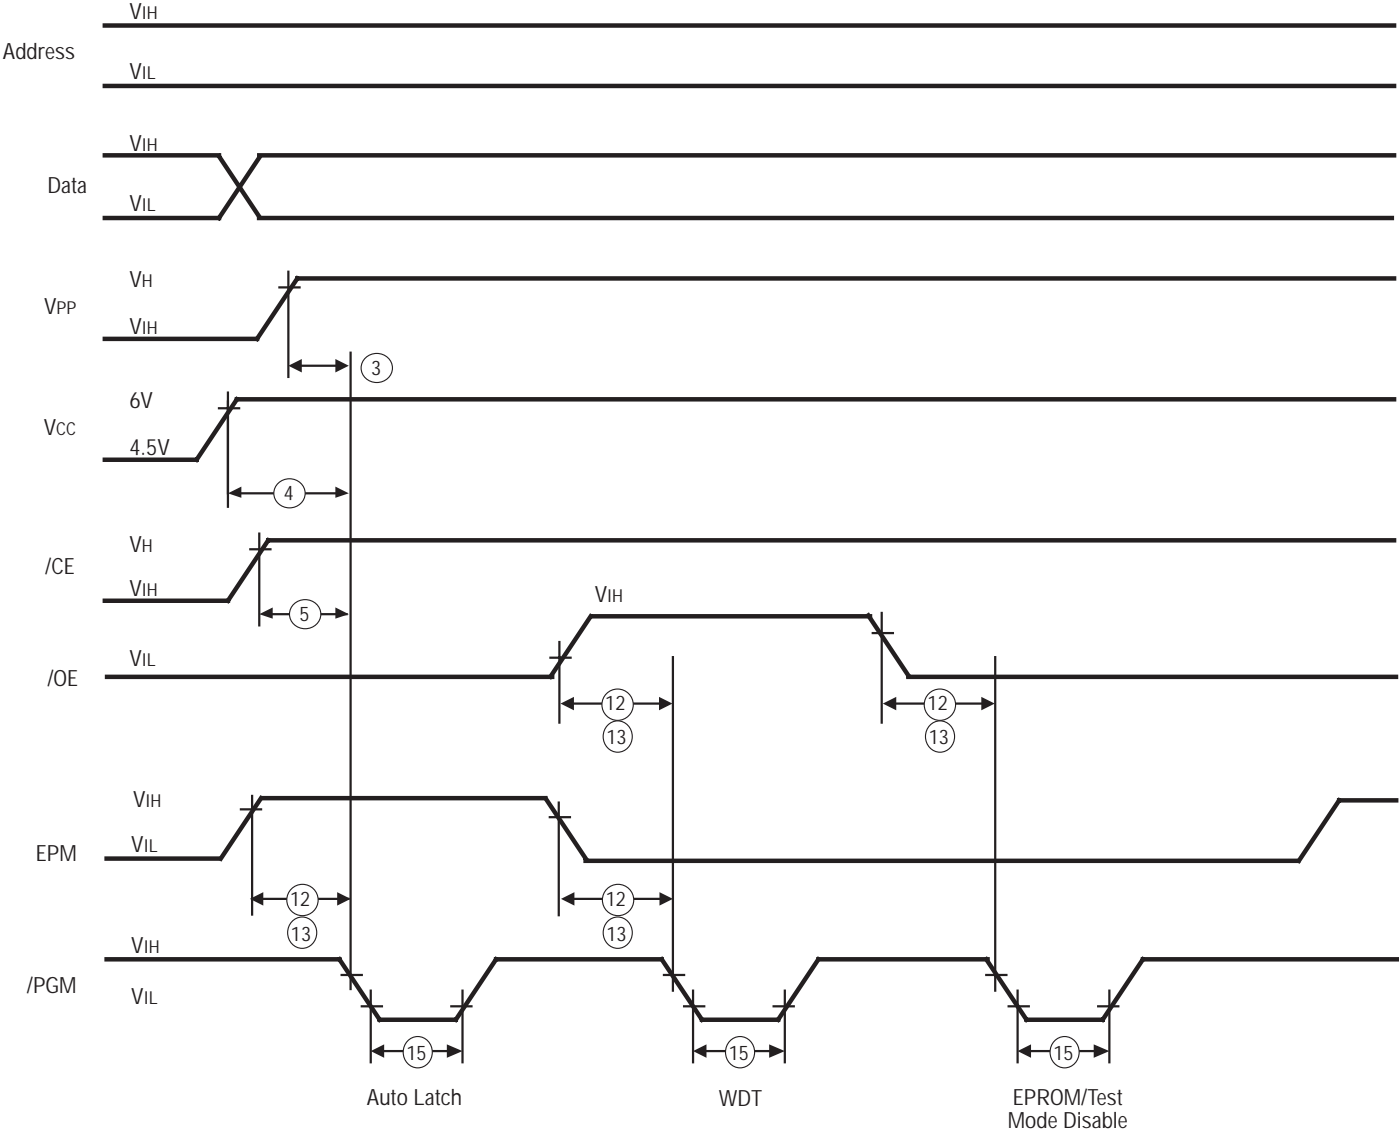 VIH
Address
VIL
VIH
Data
VIL
VH
VPP
VIH
3
6V
VCC
4.5V
4
VH
/CE
VIH
5
VIH
VIL
/OE
12 12
13 13
VIH
EPM
VIL
12 12
13 13
VIH
/PGM
VIL
15 15 15
Auto Latch WDT EPROM/Test
Mode Disable